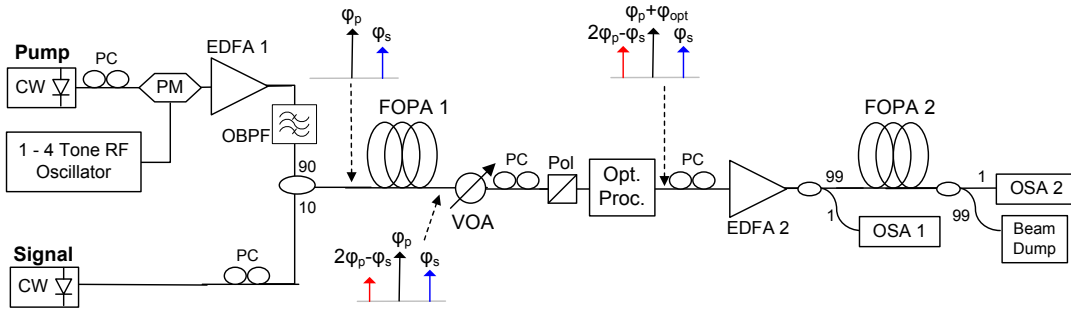 Pump
CW
PC
PM
EDFA 1
OBPF
1 - 4 Tone RF
Oscillator
90
10
Signal
CW
PC
φp
φs
FOPA 1
VOA
2φp-φs
φp
φs
PC
Pol
Opt.
Proc.
φp+φopt
2φp-φs
φs
PC
EDFA 2
99
1
OSA 1
FOPA 2
1
99
OSA 2
Beam
Dump